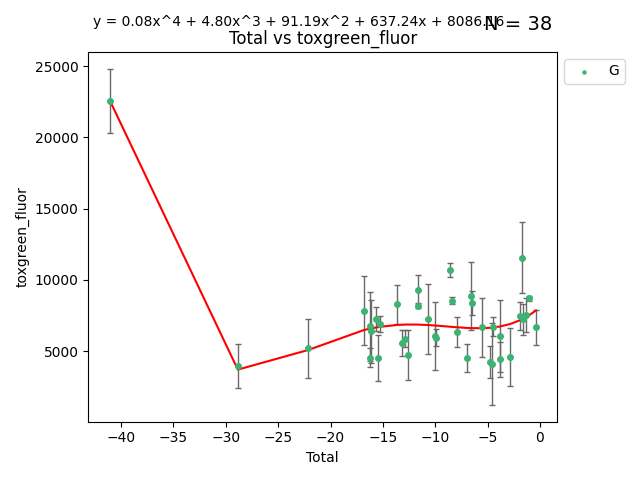 y = 0.08x^4 + 4.80x^3 + 91.19x^2 + 637.24x + 8086.16
N = 38
Total vs toxgreen_fluor
G
25000
20000
15000
10000
5000
toxgreen_fluor
−40 −35 −30 −25 −20 −15 −10 −5 0
Total